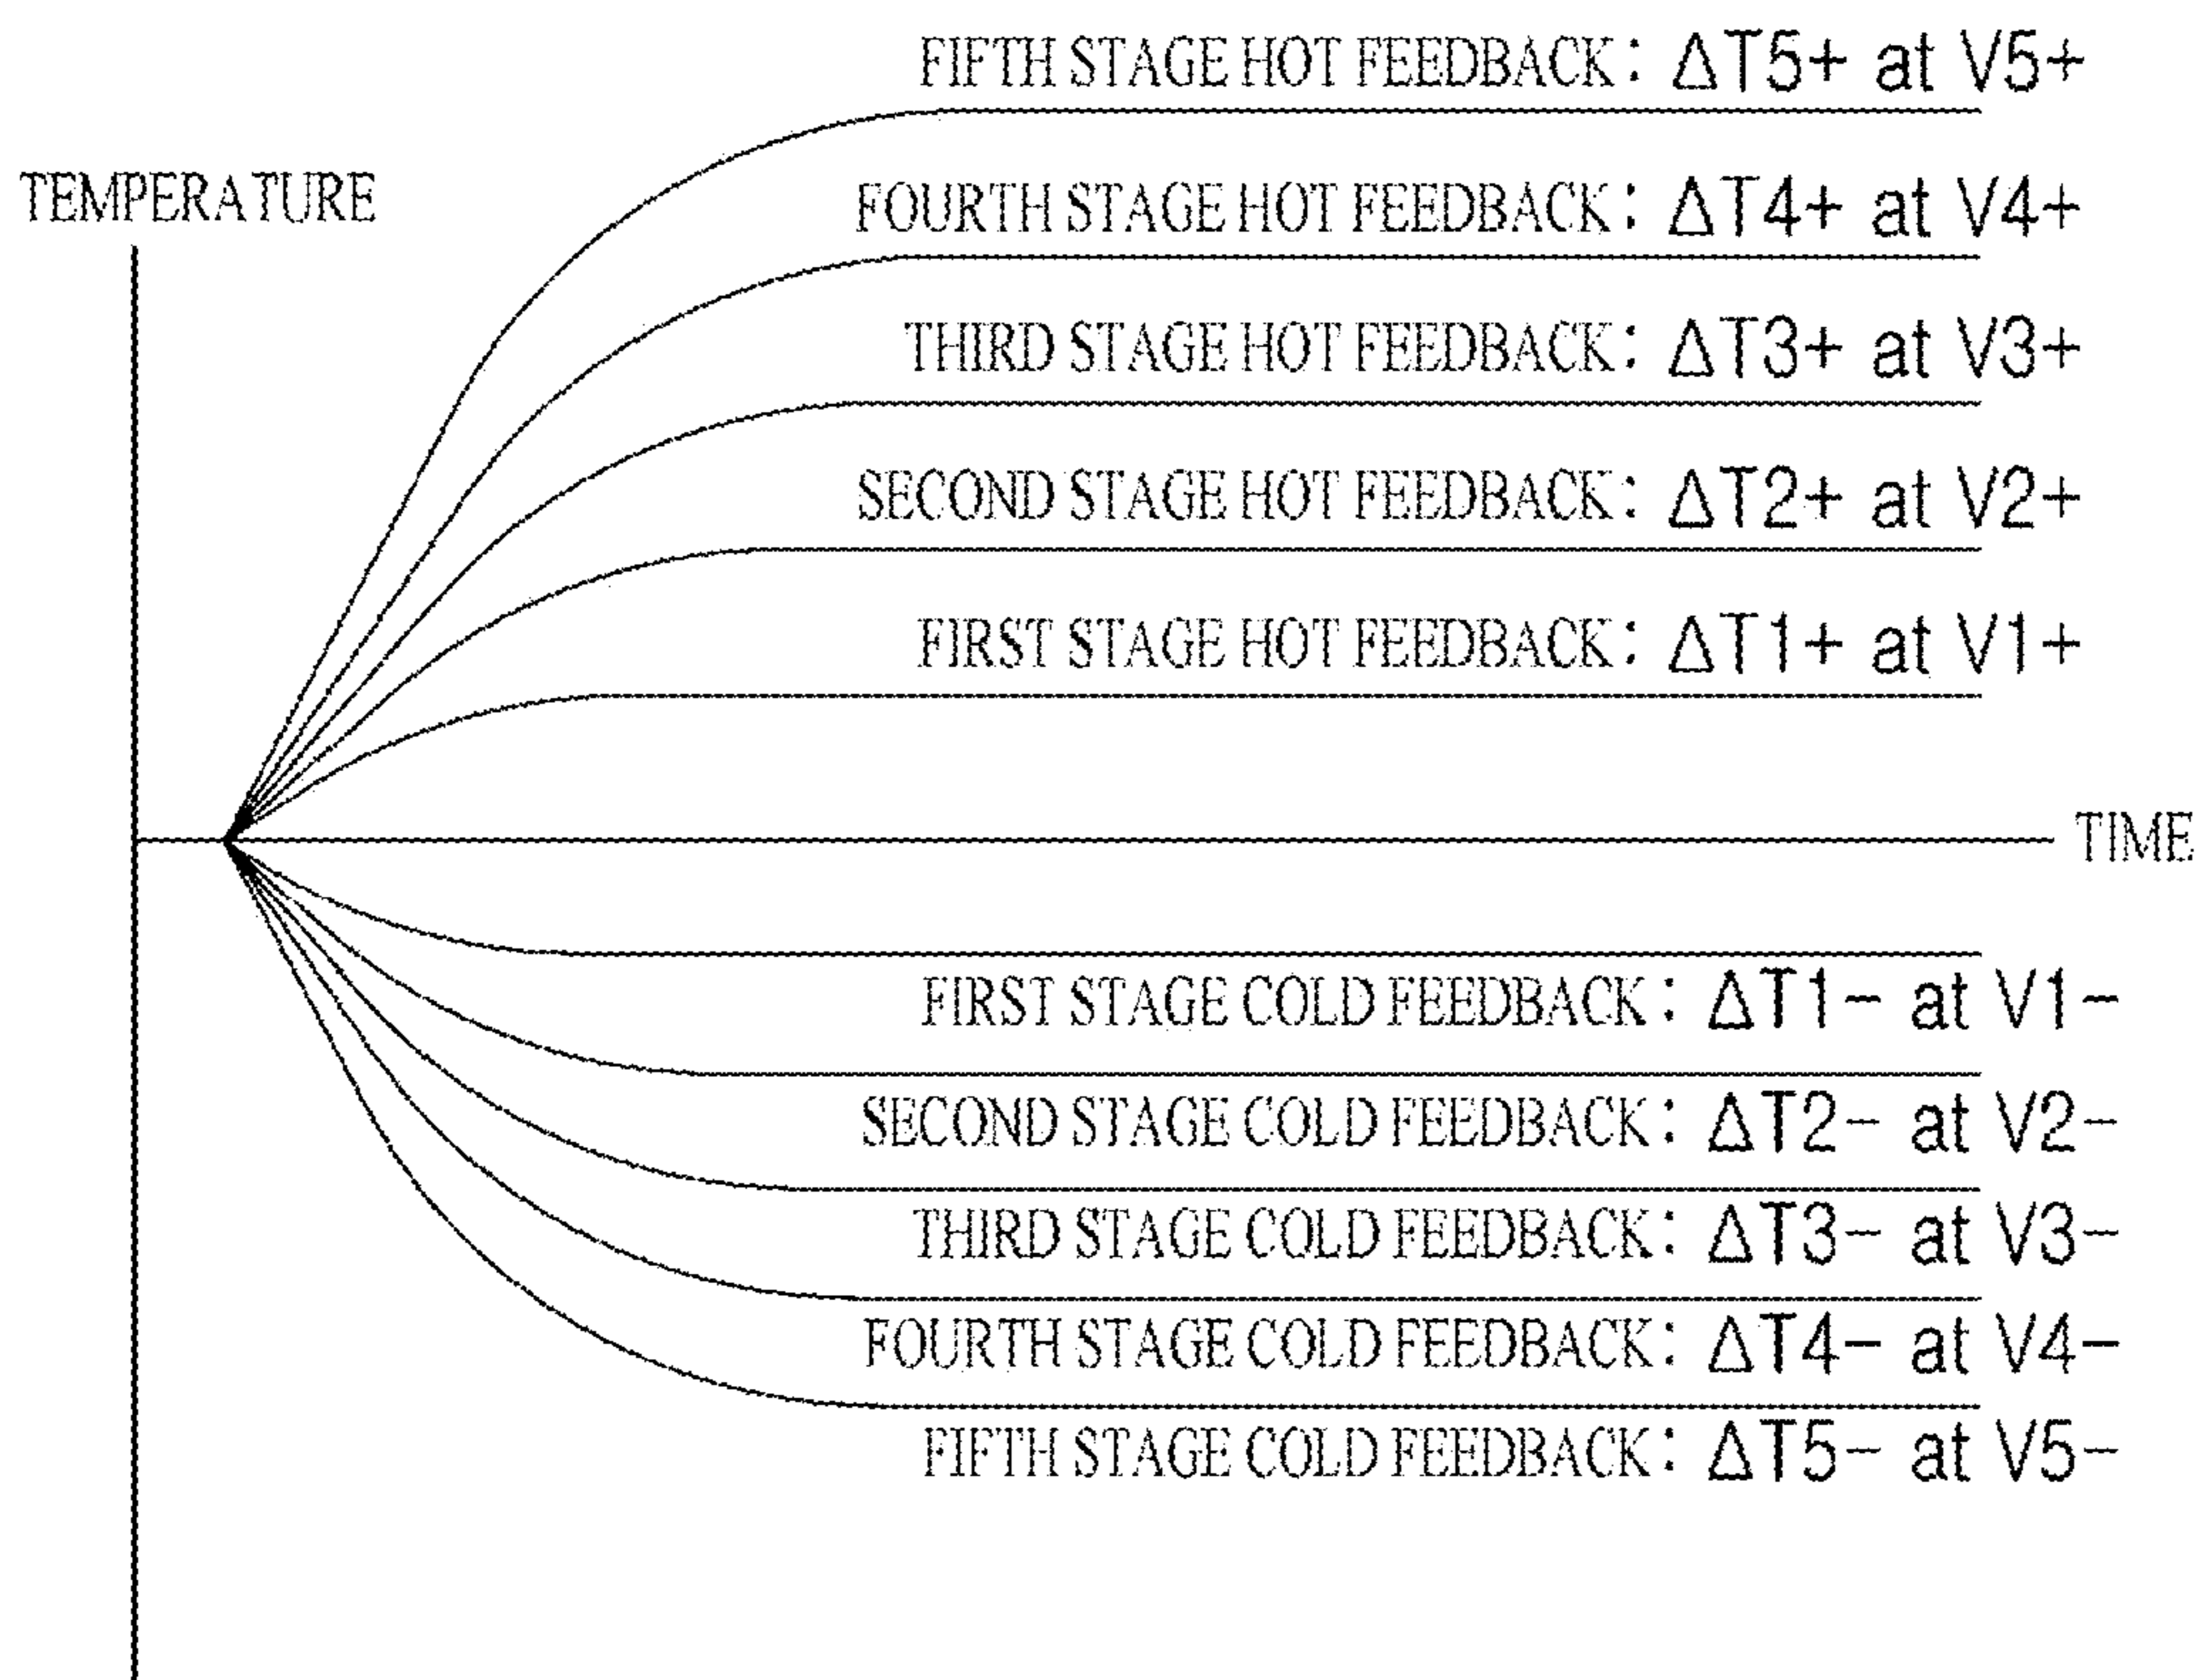 FIFTH STAGE HOT FEEDBACK: ΔT5+ at V5+
TEMPERATURE
FOURTH STAGE HOT FEEDBACK: ΔT4+ at V4+
THIRD STAGE HOT FEEDBACK: ΔT3+ at V3+
SECOND STAGE HOT FEEDBACK: ΔT2+ at V2+
FIRST STAGE HOT FEEDBACK: ΔT1+ at V1+
TIME
FIRST STAGE COLD FEEDBACK: ΔT1- at V1-
SECOND STAGE COLD FEEDBACK: ΔT2- at V2-
THIRD STAGE COLD FEEDBACK: ΔT3- at V3-
FOURTH STAGE COLD FEEDBACK: ΔT4- at V4-
FIFTH STAGE COLD FEEDBACK: ΔT5- at V5-